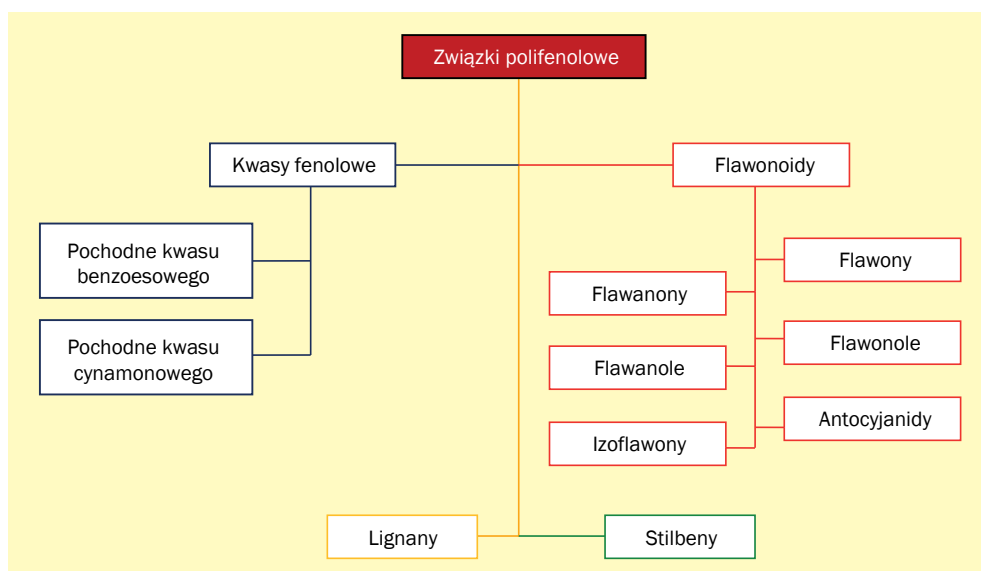 Związki polifenolowe
Kwasy fenolowe
Flawonoidy
Pochodne kwasu
benzoesowego
Pochodne kwasu
cynamonowego
Flawony
Flawanony
Flawonole
Flawanole
Antocyjanidy
Izoflawony
Lignany
Stilbeny